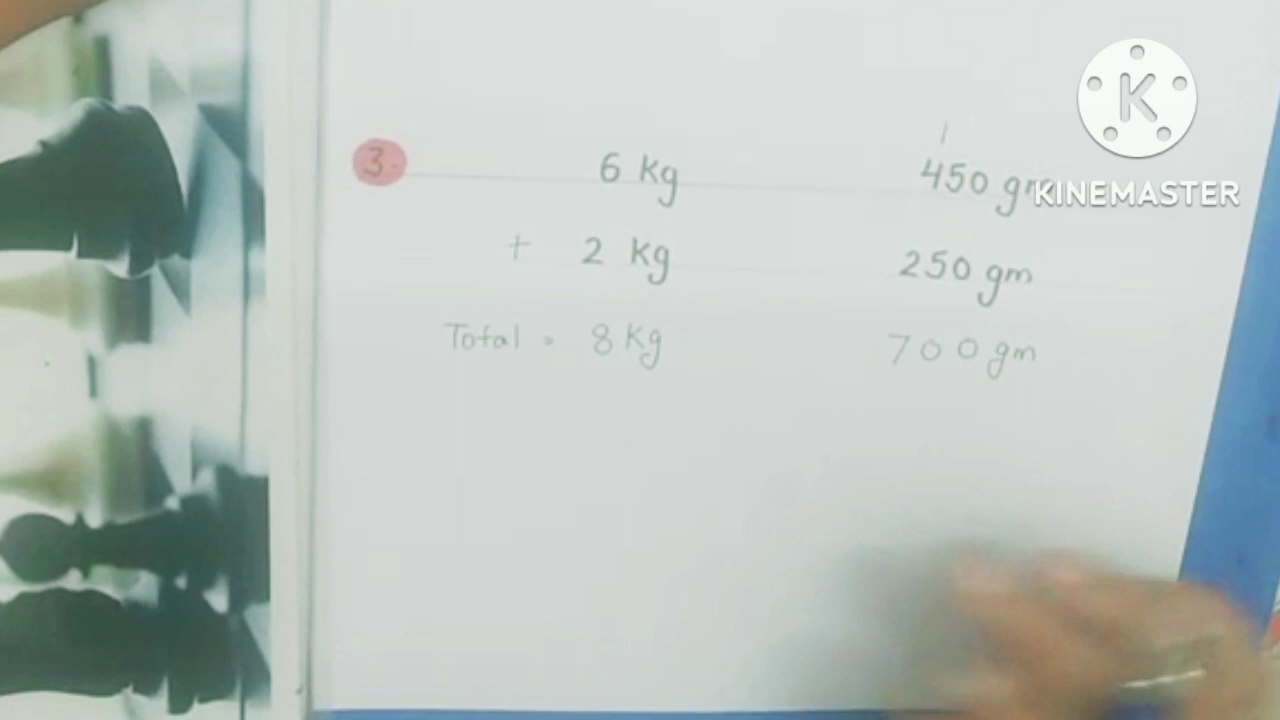 1
3. 6 kg 450 gm
+ 2 kg 250 gm
Total = 8 Kg 700 gm
K
KINEMASTER